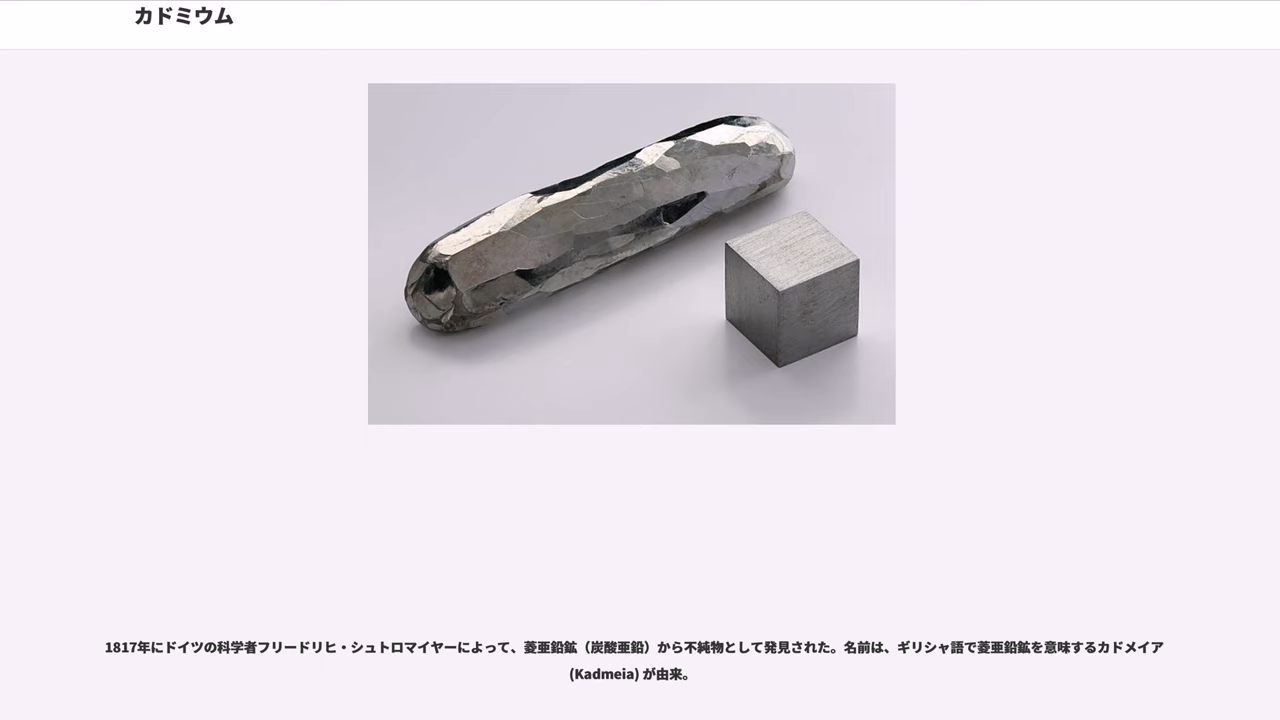 カドミウム
1817年にドイツの科学者フリードリヒ・シュトロマイヤーによって、菱亜鉛鉱（炭酸亜鉛）から不純物として発見された。名前は、ギリシャ語で菱亜鉛鉱を意味するカドメイア
(Kadmeia) が由来。